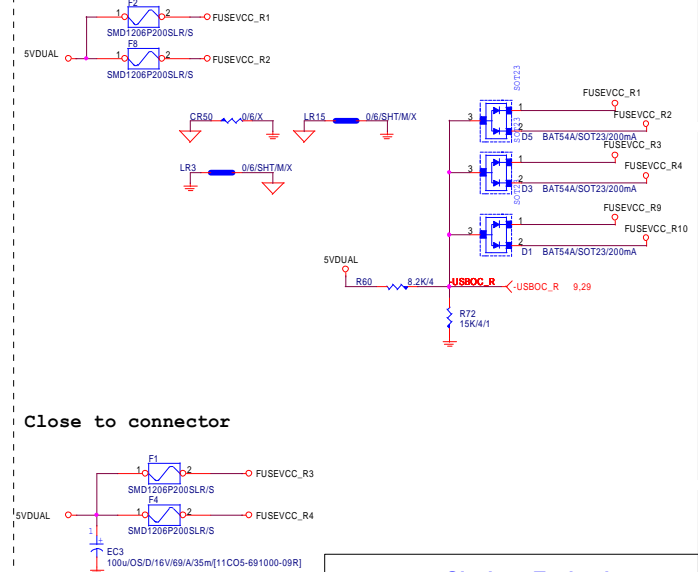 F2
1 2 FUSEVCC_R1
SMD1206P200SLR/S
F8
5VDUAL 1 2 FUSEVCC_R2
SMD1206P200SLR/S
CR50 0/6/X
LR15 0/6/SHT/M/X
LR3 0/6/SHT/M/X
SOT23
FUSEVCC_R1
1
FUSEVCC_R2
3
2
D5 BAT54A/SOT23/200mA
SOT23
FUSEVCC_R3
1
FUSEVCC_R4
3
2
D3 BAT54A/SOT23/200mA
FUSEVCC_R9
1
FUSEVCC_R10
3
2
D1 BAT54A/SOT23/200mA
5VDUAL
R60 8.2K/4
-USBOC_R
-USBOC_R 9,29
R72
15K/4/1
Close to connector
F1
1 2 FUSEVCC_R3
SMD1206P200SLR/S
F4
5VDUAL 1 2 FUSEVCC_R4
SMD1206P200SLR/S
1
+
EC3
100u/OS/D/16V/69/A/35m/[11CO5-691000-09R]